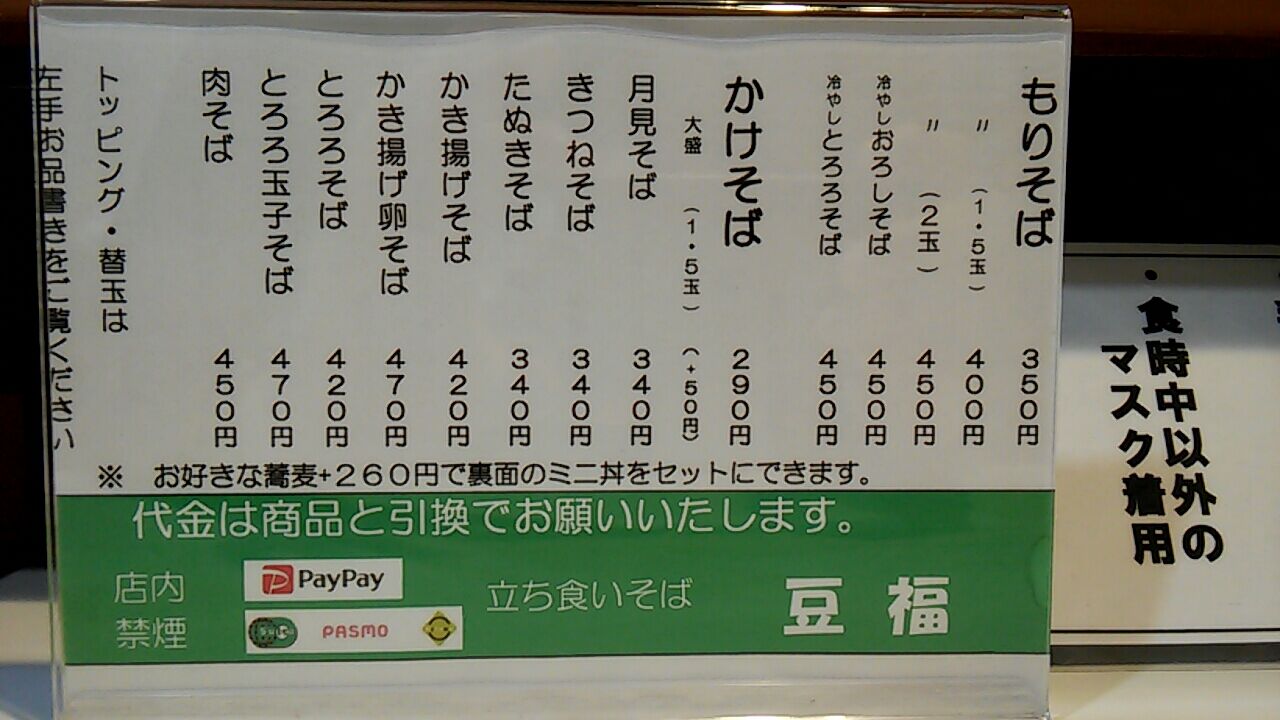 もりそば 350円
〃 （1・5玉） 400円
〃 （2玉） 450円
冷やしおろしそば 450円
冷やしとろろそば 450円
かけそば 290円
大盛 （1・5玉） （+50円）
月見そば 340円
きつねそば 340円
たぬきそば 340円
かき揚げそば 420円
かき揚げ卵そば 470円
とろろそば 420円
とろろ玉子そば 470円
肉そば 450円
トッピング・替玉は
左手お品書きをご覧ください
※ お好きな蕎麦+260円で裏面のミニ丼をセットにできます。
代金は商品と引換でお願いいたします。
店内
禁煙
PayPay
PASMO
立ち食いそば 豆福
・食時中以外の
マスク着用